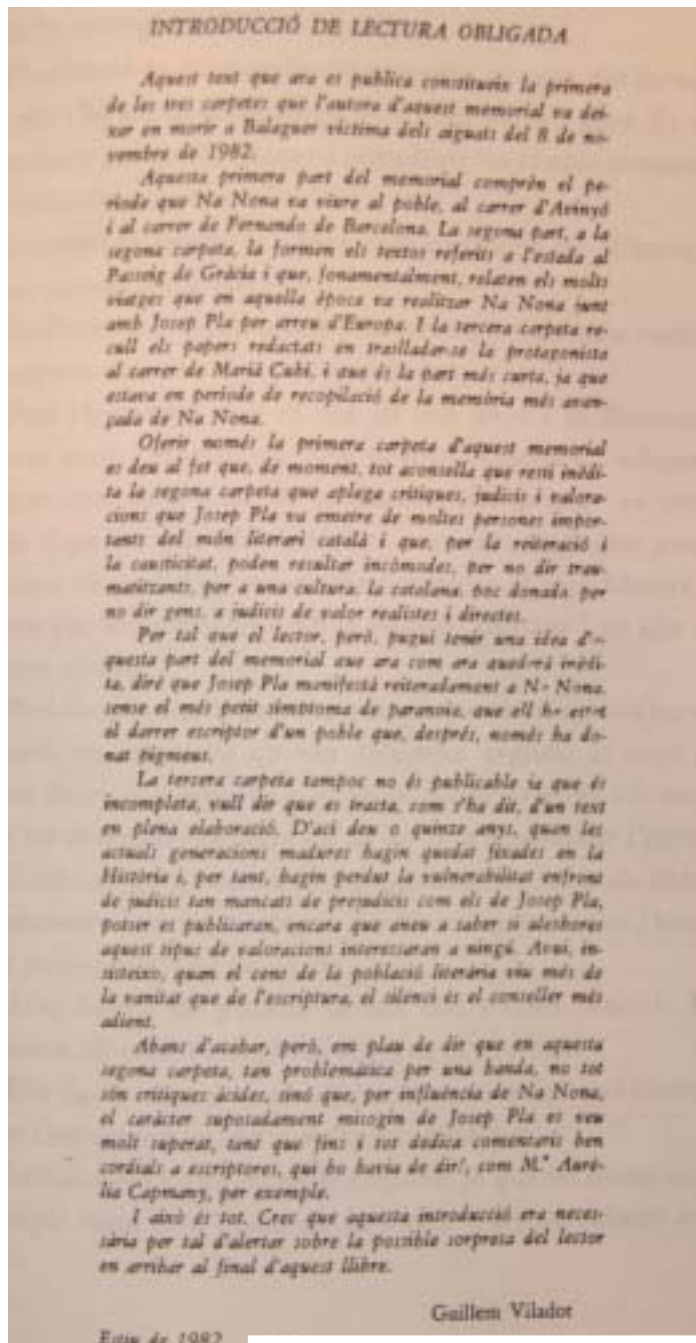 INTRODUCCIÓ DE LECTURA OBLIGADA
Aquest text que ara es publica constitueix la primera
de les tres carpetes que l'autora d'aquest memorial va dei-
xar en morir a Balaguer víctima dels aiguats del 8 de no-
vembre de 1982.
Aquesta primera part del memorial comprèn el pe-
ríode que Na Nona va viure al poble, al carrer d'Avinyó
i al carrer de Fernando de Barcelona. La segona part, a la
segona carpeta, la formen els textos referits a l'estada al
Passeig de Gràcia i que, fonamentalment, relaten els molts
viatges que en aquella època va realitzar Na Nona junt
amb Josep Pla per arreu d'Europa. I la tercera carpeta re-
cull els papers redactats en traslladar-se la protagonista
al carrer de Marià Cubí, i que és la part més curta, ja que
estava en període de recopilació de la memòria més avan-
çada de Na Nona.
Oferir només la primera carpeta d'aquest memorial
es deu al fet que, de moment, tot aconsella que resti inèdi-
ta la segona carpeta que aplega crítiques, judicis i valora-
cions que Josep Pla va emetre de moltes persones impor-
tants del món literari català i que, per la reiteració i
la causticitat, poden resultar incòmodes, per no dir trau-
matitzants, per a una cultura, la catalana, poc donada, per
no dir gens, a judicis de valor realistes i directes.
Per tal que el lector, però, pugui tenir una idea d'a-
questa part del memorial que ara com ara quedarà inèdi-
ta, diré que Josep Pla manifestà reiteradament a Na Nona,
sense el més petit símptoma de paranoia, que ell ha estat
el darrer escriptor d'un poble que, després, només ha do-
nat pigmeus.
La tercera carpeta tampoc no és publicable ja que és
incompleta, vull dir que es tracta, com s'ha dit, d'un text
en plena elaboració. D'ací deu o quinze anys, quan les
actuals generacions madures hagin quedat fixades en la
Història i, per tant, hagin perdut la vulnerabilitat enfront
de judicis tan mancats de prejudicis com els de Josep Pla,
potser es publicaran, encara que aneu a saber si aleshores
aquest tipus de valoracions interessaran a ningú. Avui, in-
sisteixo, quan el cens de la població literària viu més de
la vanitat que de l'escriptura, el silenci és el conseller més
adient.
Abans d'acabar, però, em plau de dir que en aquesta
segona carpeta, tan problemàtica per una banda, no tot
són crítiques àcides, sinó que, per influència de Na Nona,
el caràcter suposadament misogin de Josep Pla es veu
molt superat, tant que fins i tot dedica comentaris ben
cordials a escriptores, qui ho havia de dir!, com M.ª Aurè-
lia Capmany, per exemple.
I això és tot. Crec que aquesta introducció era neces-
sària per tal d'alertar sobre la possible sorpresa del lector
en arribar al final d'aquest llibre.
Guillem Viladot
Estiu de 1982